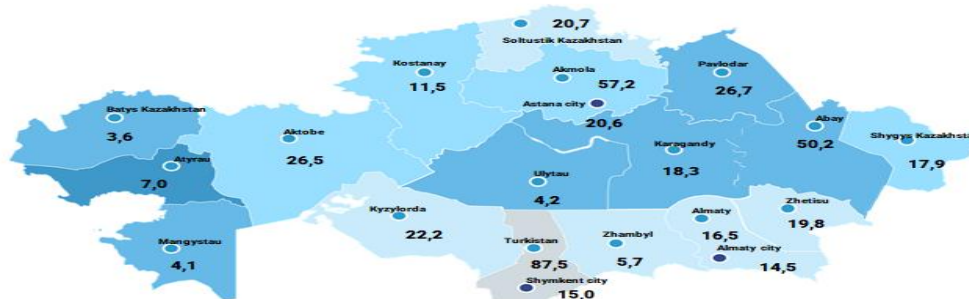 20,7
Soltustik Kazakhstan
Kostanay
11,5
Akmola
57,2
Astana city
20,6
Pavlodar
26,7
Batys Kazakhstan
3,6
Aktobe
26,5
Atyrau
7,0
Abay
50,2
Shygys Kazakhsta
17,9
Karagandy
18,3
Ulytau
4,2
Mangystau
4,1
Kyzylorda
22,2
Turkistan
87,5
Shymkent city
15,0
Zhambyl
5,7
Almaty
16,5
Almaty city
14,5
Zhetisu
19,8